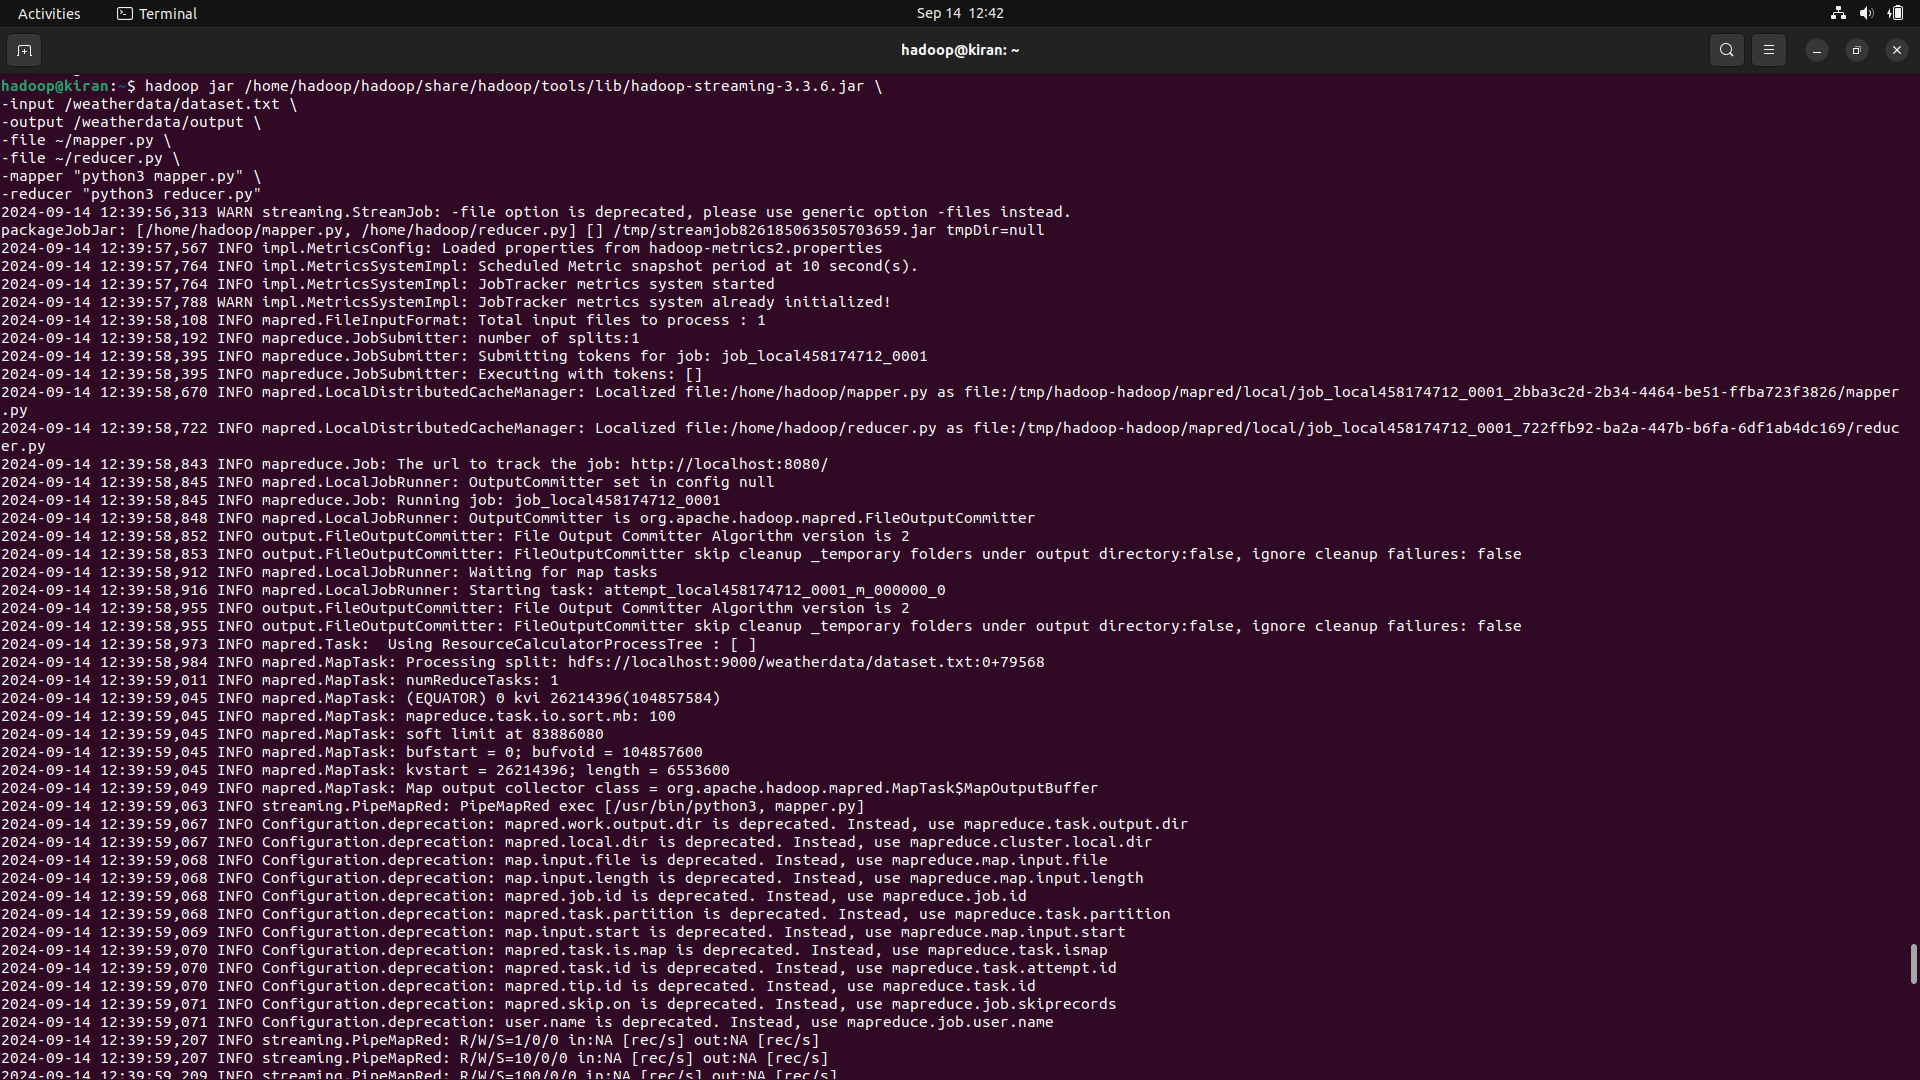 Activities
Terminal
Sep 14 12:42
hadoop@kiran: ~
hadoop@kiran:~$ hadoop jar /home/hadoop/hadoop/share/hadoop/tools/lib/hadoop-streaming-3.3.6.jar \
-input /weatherdata/dataset.txt \
-output /weatherdata/output \
-file ~/mapper.py \
-file ~/reducer.py \
-mapper "python3 mapper.py" \
-reducer "python3 reducer.py"
2024-09-14 12:39:56,313 WARN streaming.StreamJob: -file option is deprecated, please use generic option -files instead.
packageJobJar: [/home/hadoop/mapper.py, /home/hadoop/reducer.py] [] /tmp/streamjob826185063505703659.jar tmpDir=null
2024-09-14 12:39:57,567 INFO impl.MetricsConfig: Loaded properties from hadoop-metrics2.properties
2024-09-14 12:39:57,764 INFO impl.MetricsSystemImpl: Scheduled Metric snapshot period at 10 second(s).
2024-09-14 12:39:57,764 INFO impl.MetricsSystemImpl: JobTracker metrics system started
2024-09-14 12:39:57,788 WARN impl.MetricsSystemImpl: JobTracker metrics system already initialized!
2024-09-14 12:39:58,108 INFO mapred.FileInputFormat: Total input files to process : 1
2024-09-14 12:39:58,192 INFO mapreduce.JobSubmitter: number of splits:1
2024-09-14 12:39:58,395 INFO mapreduce.JobSubmitter: Submitting tokens for job: job_local458174712_0001
2024-09-14 12:39:58,395 INFO mapreduce.JobSubmitter: Executing with tokens: []
2024-09-14 12:39:58,670 INFO mapred.LocalDistributedCacheManager: Localized file:/home/hadoop/mapper.py as file:/tmp/hadoop-hadoop/mapred/local/job_local458174712_0001_2bba3c2d-2b34-4464-be51-ffba723f3826/mapper
.py
2024-09-14 12:39:58,722 INFO mapred.LocalDistributedCacheManager: Localized file:/home/hadoop/reducer.py as file:/tmp/hadoop-hadoop/mapred/local/job_local458174712_0001_722ffb92-ba2a-447b-b6fa-6df1ab4dc169/reduc
er.py
2024-09-14 12:39:58,843 INFO mapreduce.Job: The url to track the job: http://localhost:8080/
2024-09-14 12:39:58,845 INFO mapred.LocalJobRunner: OutputCommitter set in config null
2024-09-14 12:39:58,845 INFO mapreduce.Job: Running job: job_local458174712_0001
2024-09-14 12:39:58,848 INFO mapred.LocalJobRunner: OutputCommitter is org.apache.hadoop.mapred.FileOutputCommitter
2024-09-14 12:39:58,852 INFO output.FileOutputCommitter: File Output Committer Algorithm version is 2
2024-09-14 12:39:58,853 INFO output.FileOutputCommitter: FileOutputCommitter skip cleanup _temporary folders under output directory:false, ignore cleanup failures: false
2024-09-14 12:39:58,912 INFO mapred.LocalJobRunner: Waiting for map tasks
2024-09-14 12:39:58,916 INFO mapred.LocalJobRunner: Starting task: attempt_local458174712_0001_m_000000_0
2024-09-14 12:39:58,955 INFO output.FileOutputCommitter: File Output Committer Algorithm version is 2
2024-09-14 12:39:58,955 INFO output.FileOutputCommitter: FileOutputCommitter skip cleanup _temporary folders under output directory:false, ignore cleanup failures: false
2024-09-14 12:39:58,973 INFO mapred.Task:  Using ResourceCalculatorProcessTree : [ ]
2024-09-14 12:39:58,984 INFO mapred.MapTask: Processing split: hdfs://localhost:9000/weatherdata/dataset.txt:0+79568
2024-09-14 12:39:59,011 INFO mapred.MapTask: numReduceTasks: 1
2024-09-14 12:39:59,045 INFO mapred.MapTask: (EQUATOR) 0 kvi 26214396(104857584)
2024-09-14 12:39:59,045 INFO mapred.MapTask: mapreduce.task.io.sort.mb: 100
2024-09-14 12:39:59,045 INFO mapred.MapTask: soft limit at 83886080
2024-09-14 12:39:59,045 INFO mapred.MapTask: bufstart = 0; bufvoid = 104857600
2024-09-14 12:39:59,045 INFO mapred.MapTask: kvstart = 26214396; length = 6553600
2024-09-14 12:39:59,049 INFO mapred.MapTask: Map output collector class = org.apache.hadoop.mapred.MapTask$MapOutputBuffer
2024-09-14 12:39:59,063 INFO streaming.PipeMapRed: PipeMapRed exec [/usr/bin/python3, mapper.py]
2024-09-14 12:39:59,067 INFO Configuration.deprecation: mapred.work.output.dir is deprecated. Instead, use mapreduce.task.output.dir
2024-09-14 12:39:59,067 INFO Configuration.deprecation: mapred.local.dir is deprecated. Instead, use mapreduce.cluster.local.dir
2024-09-14 12:39:59,068 INFO Configuration.deprecation: map.input.file is deprecated. Instead, use mapreduce.map.input.file
2024-09-14 12:39:59,068 INFO Configuration.deprecation: map.input.length is deprecated. Instead, use mapreduce.map.input.length
2024-09-14 12:39:59,068 INFO Configuration.deprecation: mapred.job.id is deprecated. Instead, use mapreduce.job.id
2024-09-14 12:39:59,068 INFO Configuration.deprecation: mapred.task.partition is deprecated. Instead, use mapreduce.task.partition
2024-09-14 12:39:59,069 INFO Configuration.deprecation: map.input.start is deprecated. Instead, use mapreduce.map.input.start
2024-09-14 12:39:59,070 INFO Configuration.deprecation: mapred.task.is.map is deprecated. Instead, use mapreduce.task.ismap
2024-09-14 12:39:59,070 INFO Configuration.deprecation: mapred.task.id is deprecated. Instead, use mapreduce.task.attempt.id
2024-09-14 12:39:59,070 INFO Configuration.deprecation: mapred.tip.id is deprecated. Instead, use mapreduce.task.id
2024-09-14 12:39:59,071 INFO Configuration.deprecation: mapred.skip.on is deprecated. Instead, use mapreduce.job.skiprecords
2024-09-14 12:39:59,071 INFO Configuration.deprecation: user.name is deprecated. Instead, use mapreduce.job.user.name
2024-09-14 12:39:59,207 INFO streaming.PipeMapRed: R/W/S=1/0/0 in:NA [rec/s] out:NA [rec/s]
2024-09-14 12:39:59,207 INFO streaming.PipeMapRed: R/W/S=10/0/0 in:NA [rec/s] out:NA [rec/s]
2024-09-14 12:39:59,209 INFO streaming.PipeMapRed: R/W/S=100/0/0 in:NA [rec/s] out:NA [rec/s]